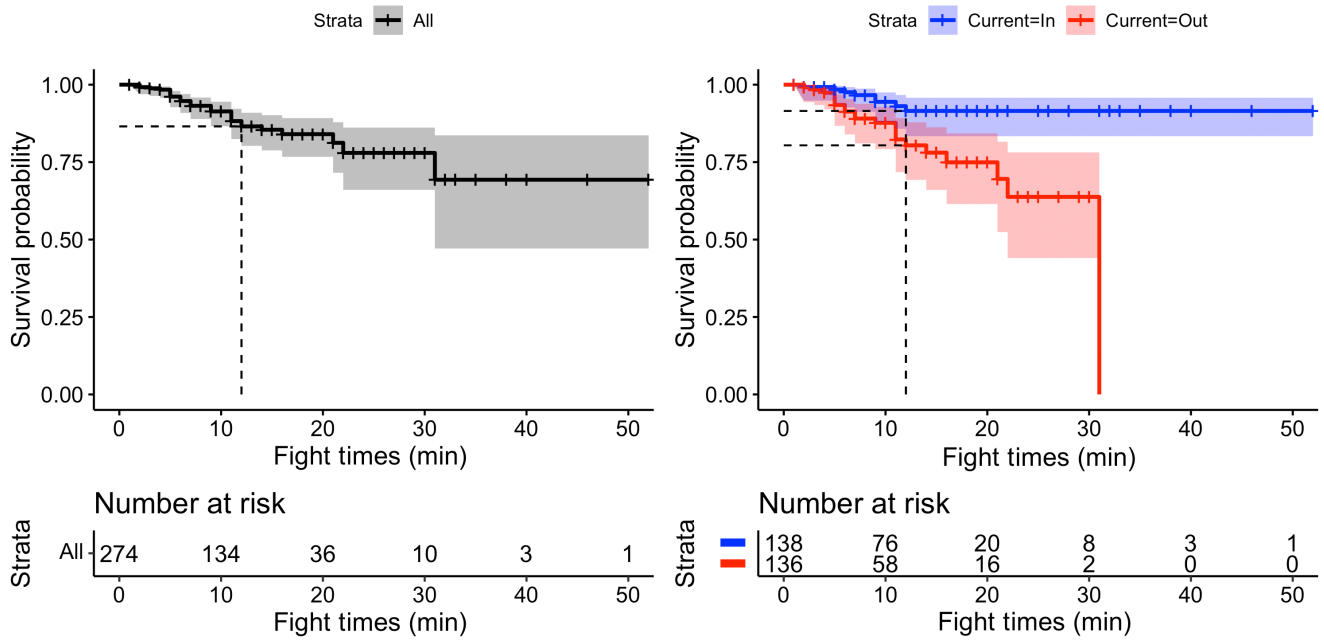 Strata All
Survival probability
1.00
0.75
0.50
0.25
0.00
0 10 20 30 40 50
Fight times (min)
Number at risk
Strata
All 274 134 36 10 3 1
0 10 20 30 40 50
Fight times (min)
Strata Current=In Current=Out
Survival probability
1.00
0.75
0.50
0.25
0.00
0 10 20 30 40 50
Fight times (min)
Number at risk
Strata
138 76 20 8 3 1
136 58 16 2 0 0
0 10 20 30 40 50
Fight times (min)